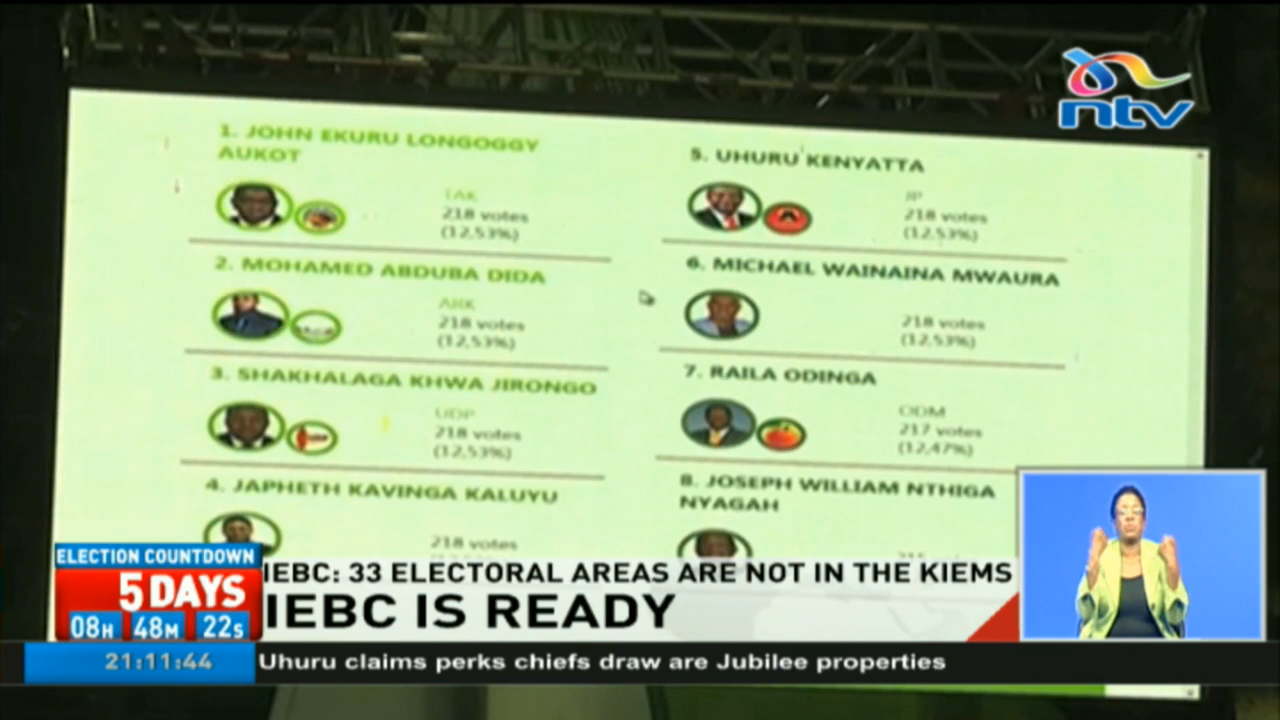 ntv
1. JOHN EKURU LONGOGGY
AUKOT
TAK
218 votes
(12,53%)
2. MOHAMED ABDUBA DIDA
ARK
218 votes
(12,53%)
3. SHAKHALAGA KHWA JIRONGO
UDP
218 votes
(12,53%)
4. JAPHETH KAVINGA KALUYU
218 votes
5. UHURU KENYATTA
JP
218 votes
(12,53%)
6. MICHAEL WAINAINA MWAURA
218 votes
(12,53%)
7. RAILA ODINGA
ODM
217 votes
(12,47%)
8. JOSEPH WILLIAM NTHIGA
NYAGAH
ELECTION COUNTDOWN
5 DAYS
08H 48M 22S
IEBC: 33 ELECTORAL AREAS ARE NOT IN THE KIEMS
IEBC IS READY
21:11:44
Uhuru claims perks chiefs draw are Jubilee properties